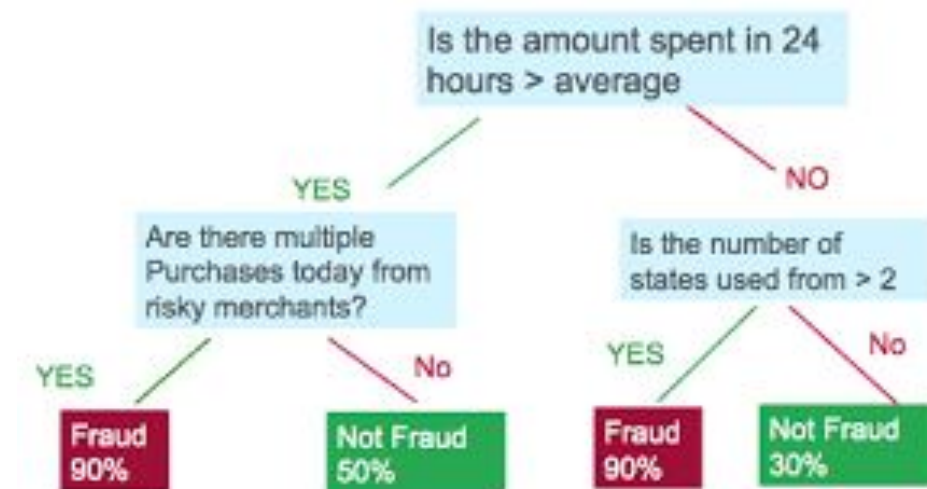 Is the amount spent in 24
hours > average
YES
NO
Are there multiple
Purchases today from
risky merchants?
Is the number of
states used from > 2
YES
No
YES
No
Fraud
90%
Not Fraud
50%
Fraud
90%
Not Fraud
30%